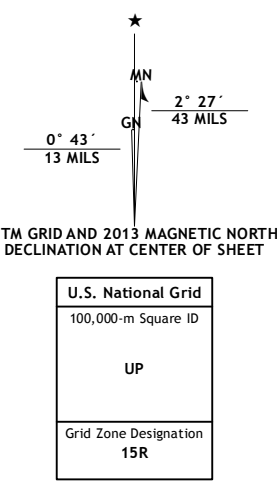 MN
GN
2° 27´
43 MILS
0° 43´
13 MILS
TM GRID AND 2013 MAGNETIC NORTH
DECLINATION AT CENTER OF SHEET
U.S. National Grid
100,000-m Square ID
UP
Grid Zone Designation
15R